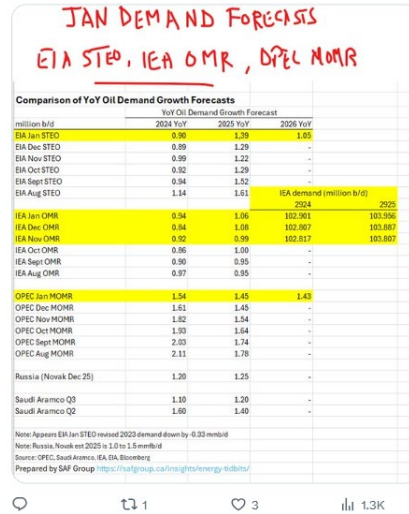 JAN DEMAND FORECASTS
EIA STEO, IEA OMR, OPEC MOMR
Comparison of YoY Oil Demand Growth Forecasts
YoY Oil Demand Growth Forecast
million b/d 2024 YoY 2025 YoY 2026 YoY
EIA Jan STEO 0.90 1.39 1.05
EIA Dec STEO 0.89 1.29 -
EIA Nov STEO 0.99 1.22 -
EIA Oct STEO 0.92 1.29 -
EIA Sept STEO 0.94 1.52 -
EIA Aug STEO 1.14 1.61 IEA demand (million b/d)
2924 2925
IEA Jan OMR 0.94 1.06 102.901 103.956
IEA Dec OMR 0.84 1.08 102.807 103.887
IEA Nov OMR 0.92 0.99 102.817 103.807
IEA Oct OMR 0.86 1.00 -
IEA Sept OMR 0.90 0.95 -
IEA Aug OMR 0.97 0.95 -
OPEC Jan MOMR 1.54 1.45 1.43
OPEC Dec MOMR 1.61 1.45 -
OPEC Nov MOMR 1.82 1.54 -
OPEC Oct MOMR 1.93 1.64 -
OPEC Sept MOMR 2.03 1.74 -
OPEC Aug MOMR 2.11 1.78 -
Russia (Novak Dec 25) 1.20 1.25 -
Saudi Aramco Q3 1.10 1.20 -
Saudi Aramco Q2 1.60 1.40 -
Note: Appears EIA Jan STEO revised 2023 demand down by -0.33 mmb/d
Note: Russia, Novak est 2025 is 1.0 to 1.5 mmb/d
Source: OPEC, Saudi Aramco, IEA, EIA, Bloomberg
Prepared by SAF Group https://safgroup.ca/insights/energy-tidbits/
1 3 1.3K